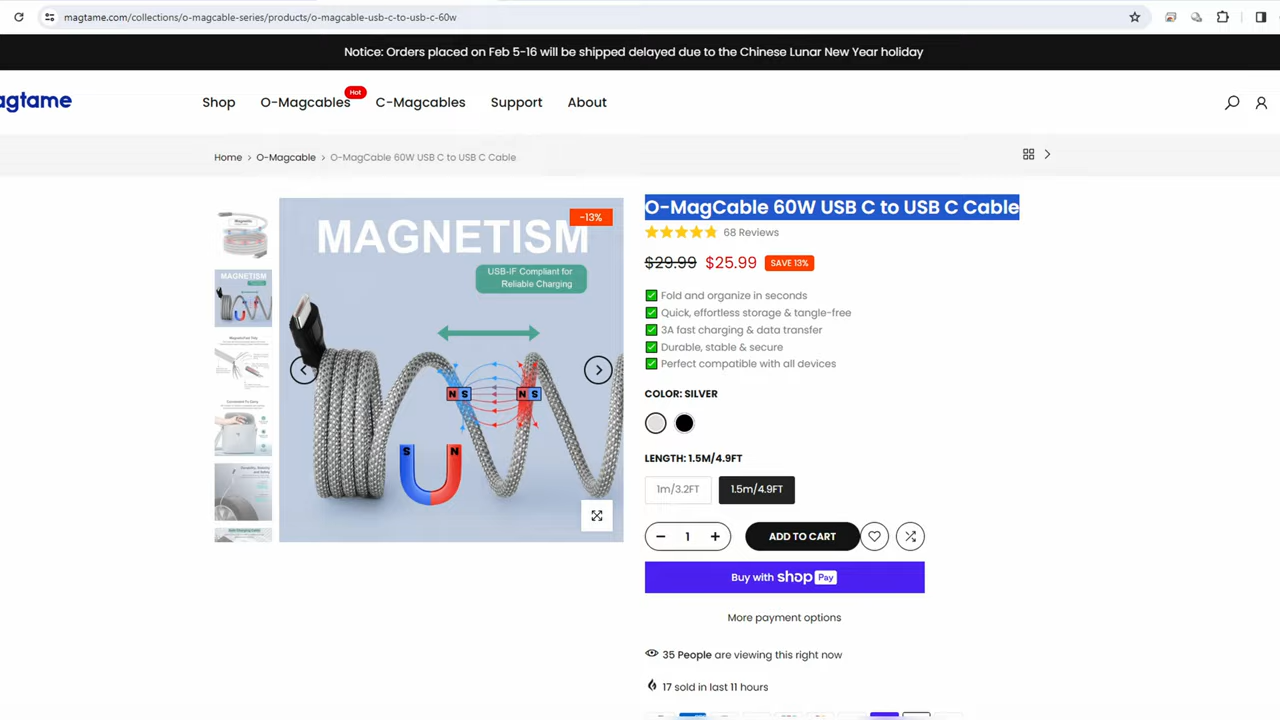 magtame.com/collections/o-magcable-series/products/o-magcable-usb-c-to-usb-c-60w
Notice: Orders placed on Feb 5-16 will be shipped delayed due to the Chinese Lunar New Year holiday
agtame
Shop O-Magcables Hot C-Magcables Support About
Home > O-Magcable > O-MagCable 60W USB C to USB C Cable
-13%
MAGNETISM
USB-IF Compliant for
Reliable Charging
N S N S
S N
MAGNETISM
O-MagCable 60W USB C to USB C Cable
68 Reviews
$29.99 $25.99 SAVE 13%
Fold and organize in seconds
Quick, effortless storage & tangle-free
3A fast charging & data transfer
Durable, stable & secure
Perfect compatible with all devices
COLOR: SILVER
LENGTH: 1.5M/4.9FT
1m/3.2FT 1.5m/4.9FT
− 1 + ADD TO CART
Buy with shop Pay
More payment options
35 People are viewing this right now
17 sold in last 11 hours